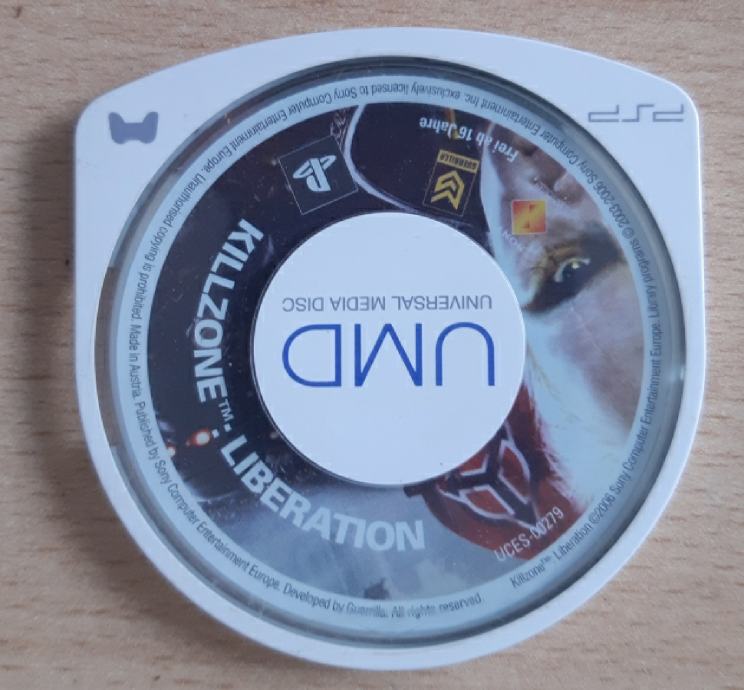 PSP
UMD
UNIVERSAL MEDIA DISC
KILLZONE™: LIBERATION
GUERRILLA
Frei ab 16 Jahre
UCES-00279
Killzone™: Liberation ©2006 Sony Computer Entertainment Europe. Library programs ©2003-2006 Sony Computer Entertainment Inc. exclusively licensed to Sony Computer Entertainment Europe. Unauthorised copying is prohibited. Made in Austria. Published by Sony Computer Entertainment Europe. Developed by Guerrilla. All rights reserved.